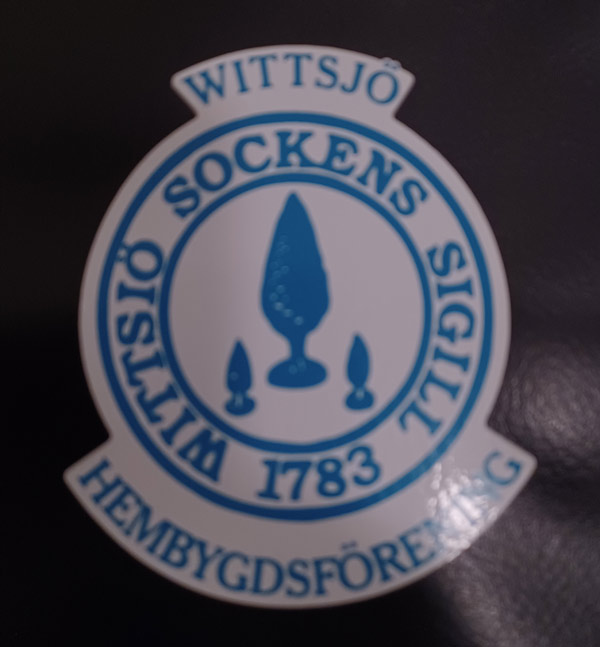 WITTSJÖ
WITTSIÖ SOCKENS SIGILL
1783
HEMBYGDSFÖRENING